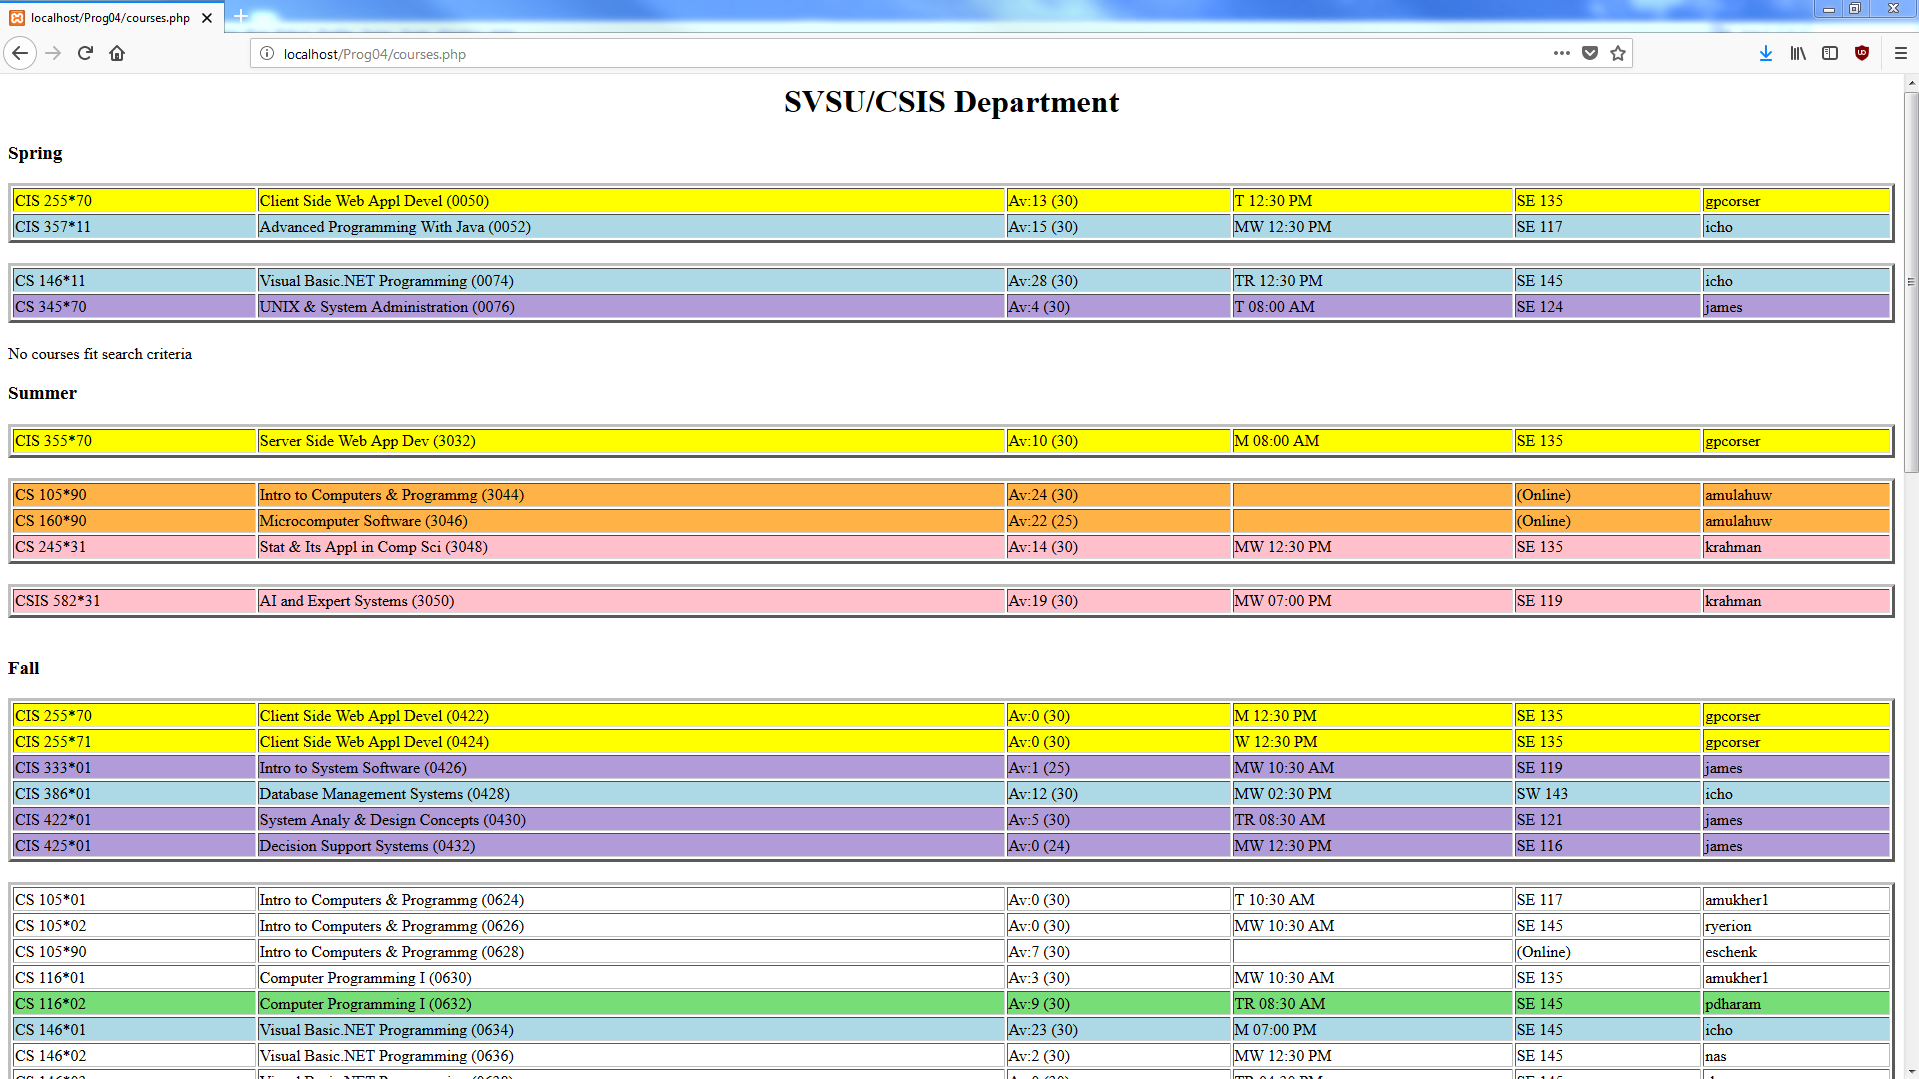 localhost/Prog04/courses.php
localhost/Prog04/courses.php
SVSU/CSIS Department
Spring
CIS 255*70 Client Side Web Appl Devel (0050) Av:13 (30) T 12:30 PM SE 135 gpcorser
CIS 357*11 Advanced Programming With Java (0052) Av:15 (30) MW 12:30 PM SE 117 icho
CS 146*11 Visual Basic.NET Programming (0074) Av:28 (30) TR 12:30 PM SE 145 icho
CS 345*70 UNIX & System Administration (0076) Av:4 (30) T 08:00 AM SE 124 james
No courses fit search criteria
Summer
CIS 355*70 Server Side Web App Dev (3032) Av:10 (30) M 08:00 AM SE 135 gpcorser
CS 105*90 Intro to Computers & Programmg (3044) Av:24 (30) (Online) amulahuw
CS 160*90 Microcomputer Software (3046) Av:22 (25) (Online) amulahuw
CS 245*31 Stat & Its Appl in Comp Sci (3048) Av:14 (30) MW 12:30 PM SE 135 krahman
CSIS 582*31 AI and Expert Systems (3050) Av:19 (30) MW 07:00 PM SE 119 krahman
Fall
CIS 255*70 Client Side Web Appl Devel (0422) Av:0 (30) M 12:30 PM SE 135 gpcorser
CIS 255*71 Client Side Web Appl Devel (0424) Av:0 (30) W 12:30 PM SE 135 gpcorser
CIS 333*01 Intro to System Software (0426) Av:1 (25) MW 10:30 AM SE 119 james
CIS 386*01 Database Management Systems (0428) Av:12 (30) MW 02:30 PM SW 143 icho
CIS 422*01 System Analy & Design Concepts (0430) Av:5 (30) TR 08:30 AM SE 121 james
CIS 425*01 Decision Support Systems (0432) Av:0 (24) MW 12:30 PM SE 116 james
CS 105*01 Intro to Computers & Programmg (0624) Av:0 (30) T 10:30 AM SE 117 amukher1
CS 105*02 Intro to Computers & Programmg (0626) Av:0 (30) MW 10:30 AM SE 145 ryerion
CS 105*90 Intro to Computers & Programmg (0628) Av:7 (30) (Online) eschenk
CS 116*01 Computer Programming I (0630) Av:3 (30) MW 10:30 AM SE 135 amukher1
CS 116*02 Computer Programming I (0632) Av:9 (30) TR 08:30 AM SE 145 pdharam
CS 146*01 Visual Basic.NET Programming (0634) Av:23 (30) M 07:00 PM SE 145 icho
CS 146*02 Visual Basic.NET Programming (0636) Av:2 (30) MW 12:30 PM SE 145 nas